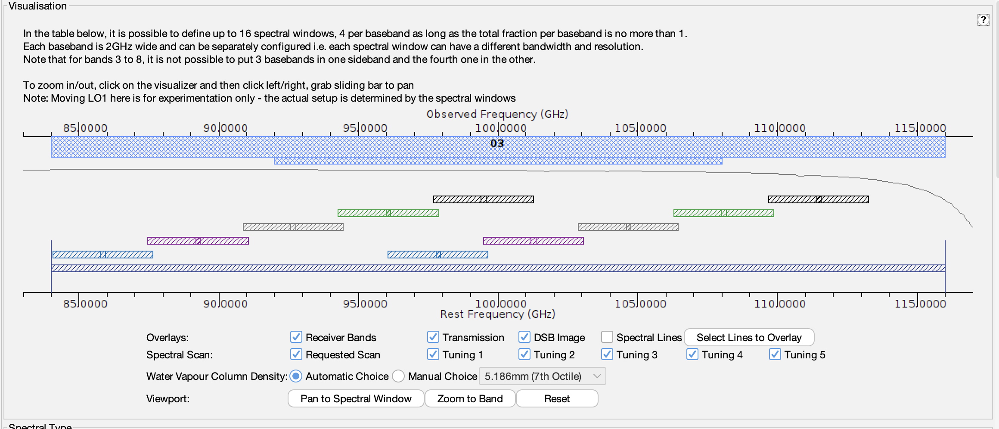 Visualisation
?
In the table below, it is possible to define up to 16 spectral windows, 4 per baseband as long as the total fraction per baseband is no more than 1.
Each baseband is 2GHz wide and can be separately configured i.e. each spectral window can have a different bandwidth and resolution.
Note that for bands 3 to 8, it is not possible to put 3 basebands in one sideband and the fourth one in the other.
To zoom in/out, click on the visualizer and then click left/right, grab sliding bar to pan
Note: Moving LO1 here is for experimentation only - the actual setup is determined by the spectral windows
Observed Frequency (GHz)
85.0000 90.0000 95.0000 100.0000 105.0000 110.0000 115.0000
03
85.0000 90.0000 95.0000 100.0000 105.0000 110.0000 115.0000
Rest Frequency (GHz)
Overlays: Receiver Bands Transmission DSB Image Spectral Lines Select Lines to Overlay
Spectral Scan: Requested Scan Tuning 1 Tuning 2 Tuning 3 Tuning 4 Tuning 5
Water Vapour Column Density: Automatic Choice Manual Choice 5.186mm (7th Octile)
Viewport: Pan to Spectral Window Zoom to Band Reset
Spectral Type